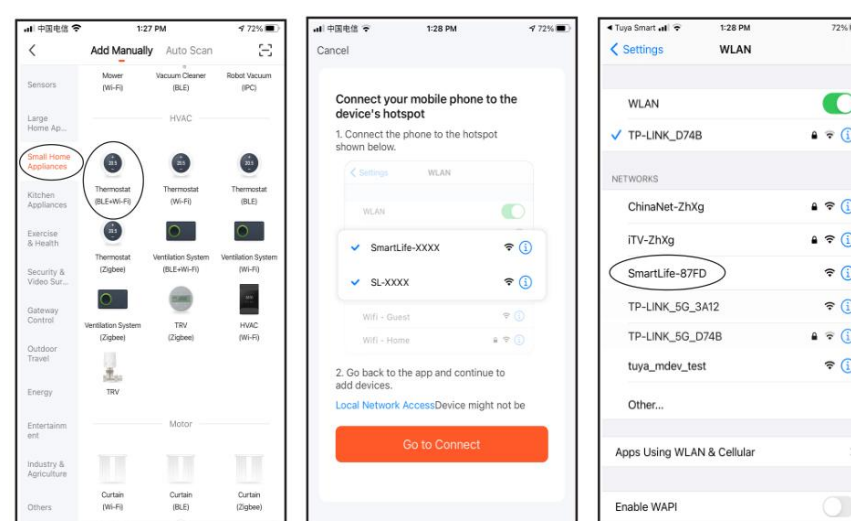 中国电信 1:27 PM 72%
Add Manually Auto Scan
Sensors
Large
Home Ap...
Small Home
Appliances
Kitchen
Appliances
Exercise
& Health
Security &
Video Sur...
Gateway
Control
Outdoor
Travel
Energy
Entertainm
ent
Industry &
Agriculture
Others
Mower
(Wi-Fi)
Vacuum Cleaner
(BLE)
Robot Vacuum
(IPC)
HVAC
Thermostat
(BLE+Wi-Fi)
Thermostat
(Wi-Fi)
Thermostat
(BLE)
Thermostat
(Zigbee)
Ventilation System
(BLE+Wi-Fi)
Ventilation System
(Wi-Fi)
Ventilation System
(Zigbee)
TRV
(Zigbee)
HVAC
(Wi-Fi)
TRV
Motor
Curtain
(Wi-Fi)
Curtain
(BLE)
Curtain
(Zigbee)
中国电信 1:28 PM 72%
Cancel
Connect your mobile phone to the
device's hotspot
1. Connect the phone to the hotspot
shown below.
Settings WLAN
WLAN
SmartLife-XXXX
SL-XXXX
Wifi - Guest
Wifi - Home
2. Go back to the app and continue to
add devices.
Local Network AccessDevice might not be
Go to Connect
Tuya Smart 1:28 PM 72%
Settings WLAN
WLAN
TP-LINK_D74B
NETWORKS
ChinaNet-ZhXg
iTV-ZhXg
SmartLife-87FD
TP-LINK_5G_3A12
TP-LINK_5G_D74B
tuya_mdev_test
Other...
Apps Using WLAN & Cellular
Enable WAPI